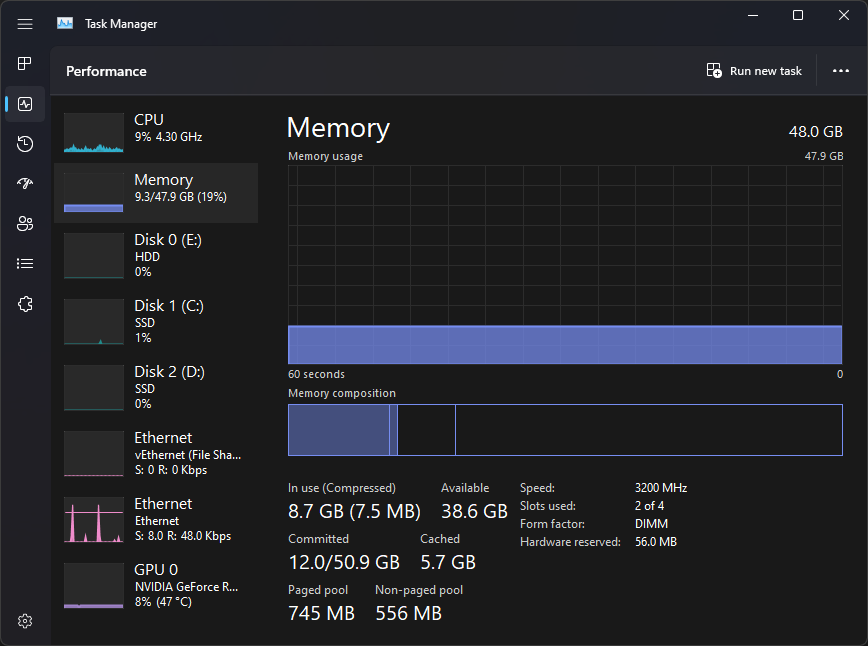 Task Manager
Performance
Run new task
CPU
9% 4.30 GHz
Memory
9.3/47.9 GB (19%)
Disk 0 (E:)
HDD
0%
Disk 1 (C:)
SSD
1%
Disk 2 (D:)
SSD
0%
Ethernet
vEthernet (File Sha...
S: 0 R: 0 Kbps
Ethernet
Ethernet
S: 8.0 R: 48.0 Kbps
GPU 0
NVIDIA GeForce R...
8% (47 °C)
Memory 48.0 GB
Memory usage 47.9 GB
60 seconds 0
Memory composition
In use (Compressed) Available
8.7 GB (7.5 MB) 38.6 GB
Committed Cached
12.0/50.9 GB 5.7 GB
Paged pool Non-paged pool
745 MB 556 MB
Speed: 3200 MHz
Slots used: 2 of 4
Form factor: DIMM
Hardware reserved: 56.0 MB